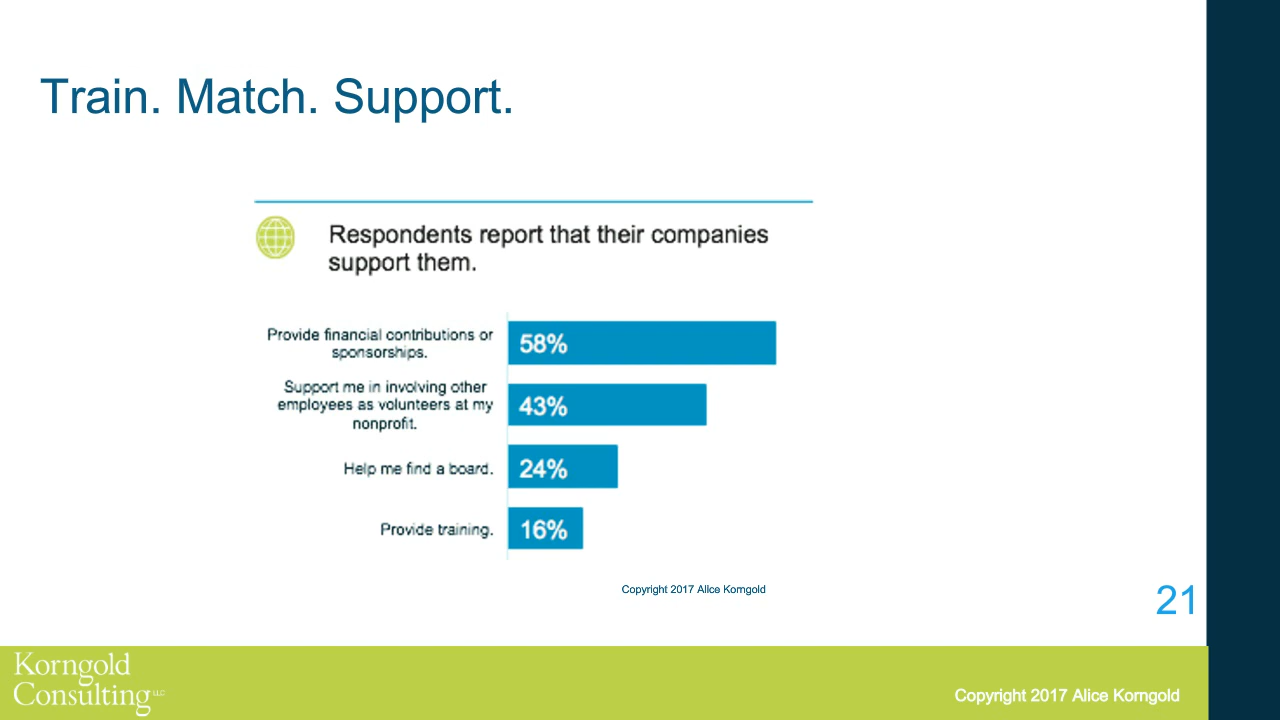 Train. Match. Support.
Respondents report that their companies
support them.
Provide financial contributions or
sponsorships.
58%
Support me in involving other
employees as volunteers at my
nonprofit.
43%
Help me find a board.
24%
Provide training.
16%
Copyright 2017 Alice Korngold
21
Korngold
Consulting LLC
Copyright 2017 Alice Korngold